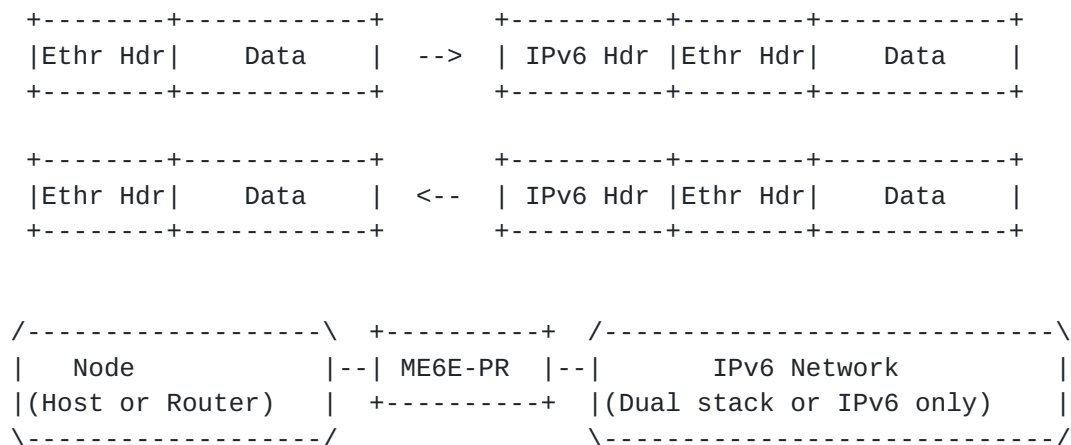 +--------+------------+       +----------+--------+------------+
|Ethr Hdr|    Data    |  -->  | IPv6 Hdr |Ethr Hdr|    Data    |
+--------+------------+       +----------+--------+------------+
+--------+------------+       +----------+--------+------------+
|Ethr Hdr|    Data    |  <--  | IPv6 Hdr |Ethr Hdr|    Data    |
+--------+------------+       +----------+--------+------------+
/-------------------\  +----------+  /-----------------------------\
|   Node            |--| ME6E-PR  |--|       IPv6 Network          |
|(Host or Router)   |  +----------+  |(Dual stack or IPv6 only)    |
\-------------------/                \-----------------------------/